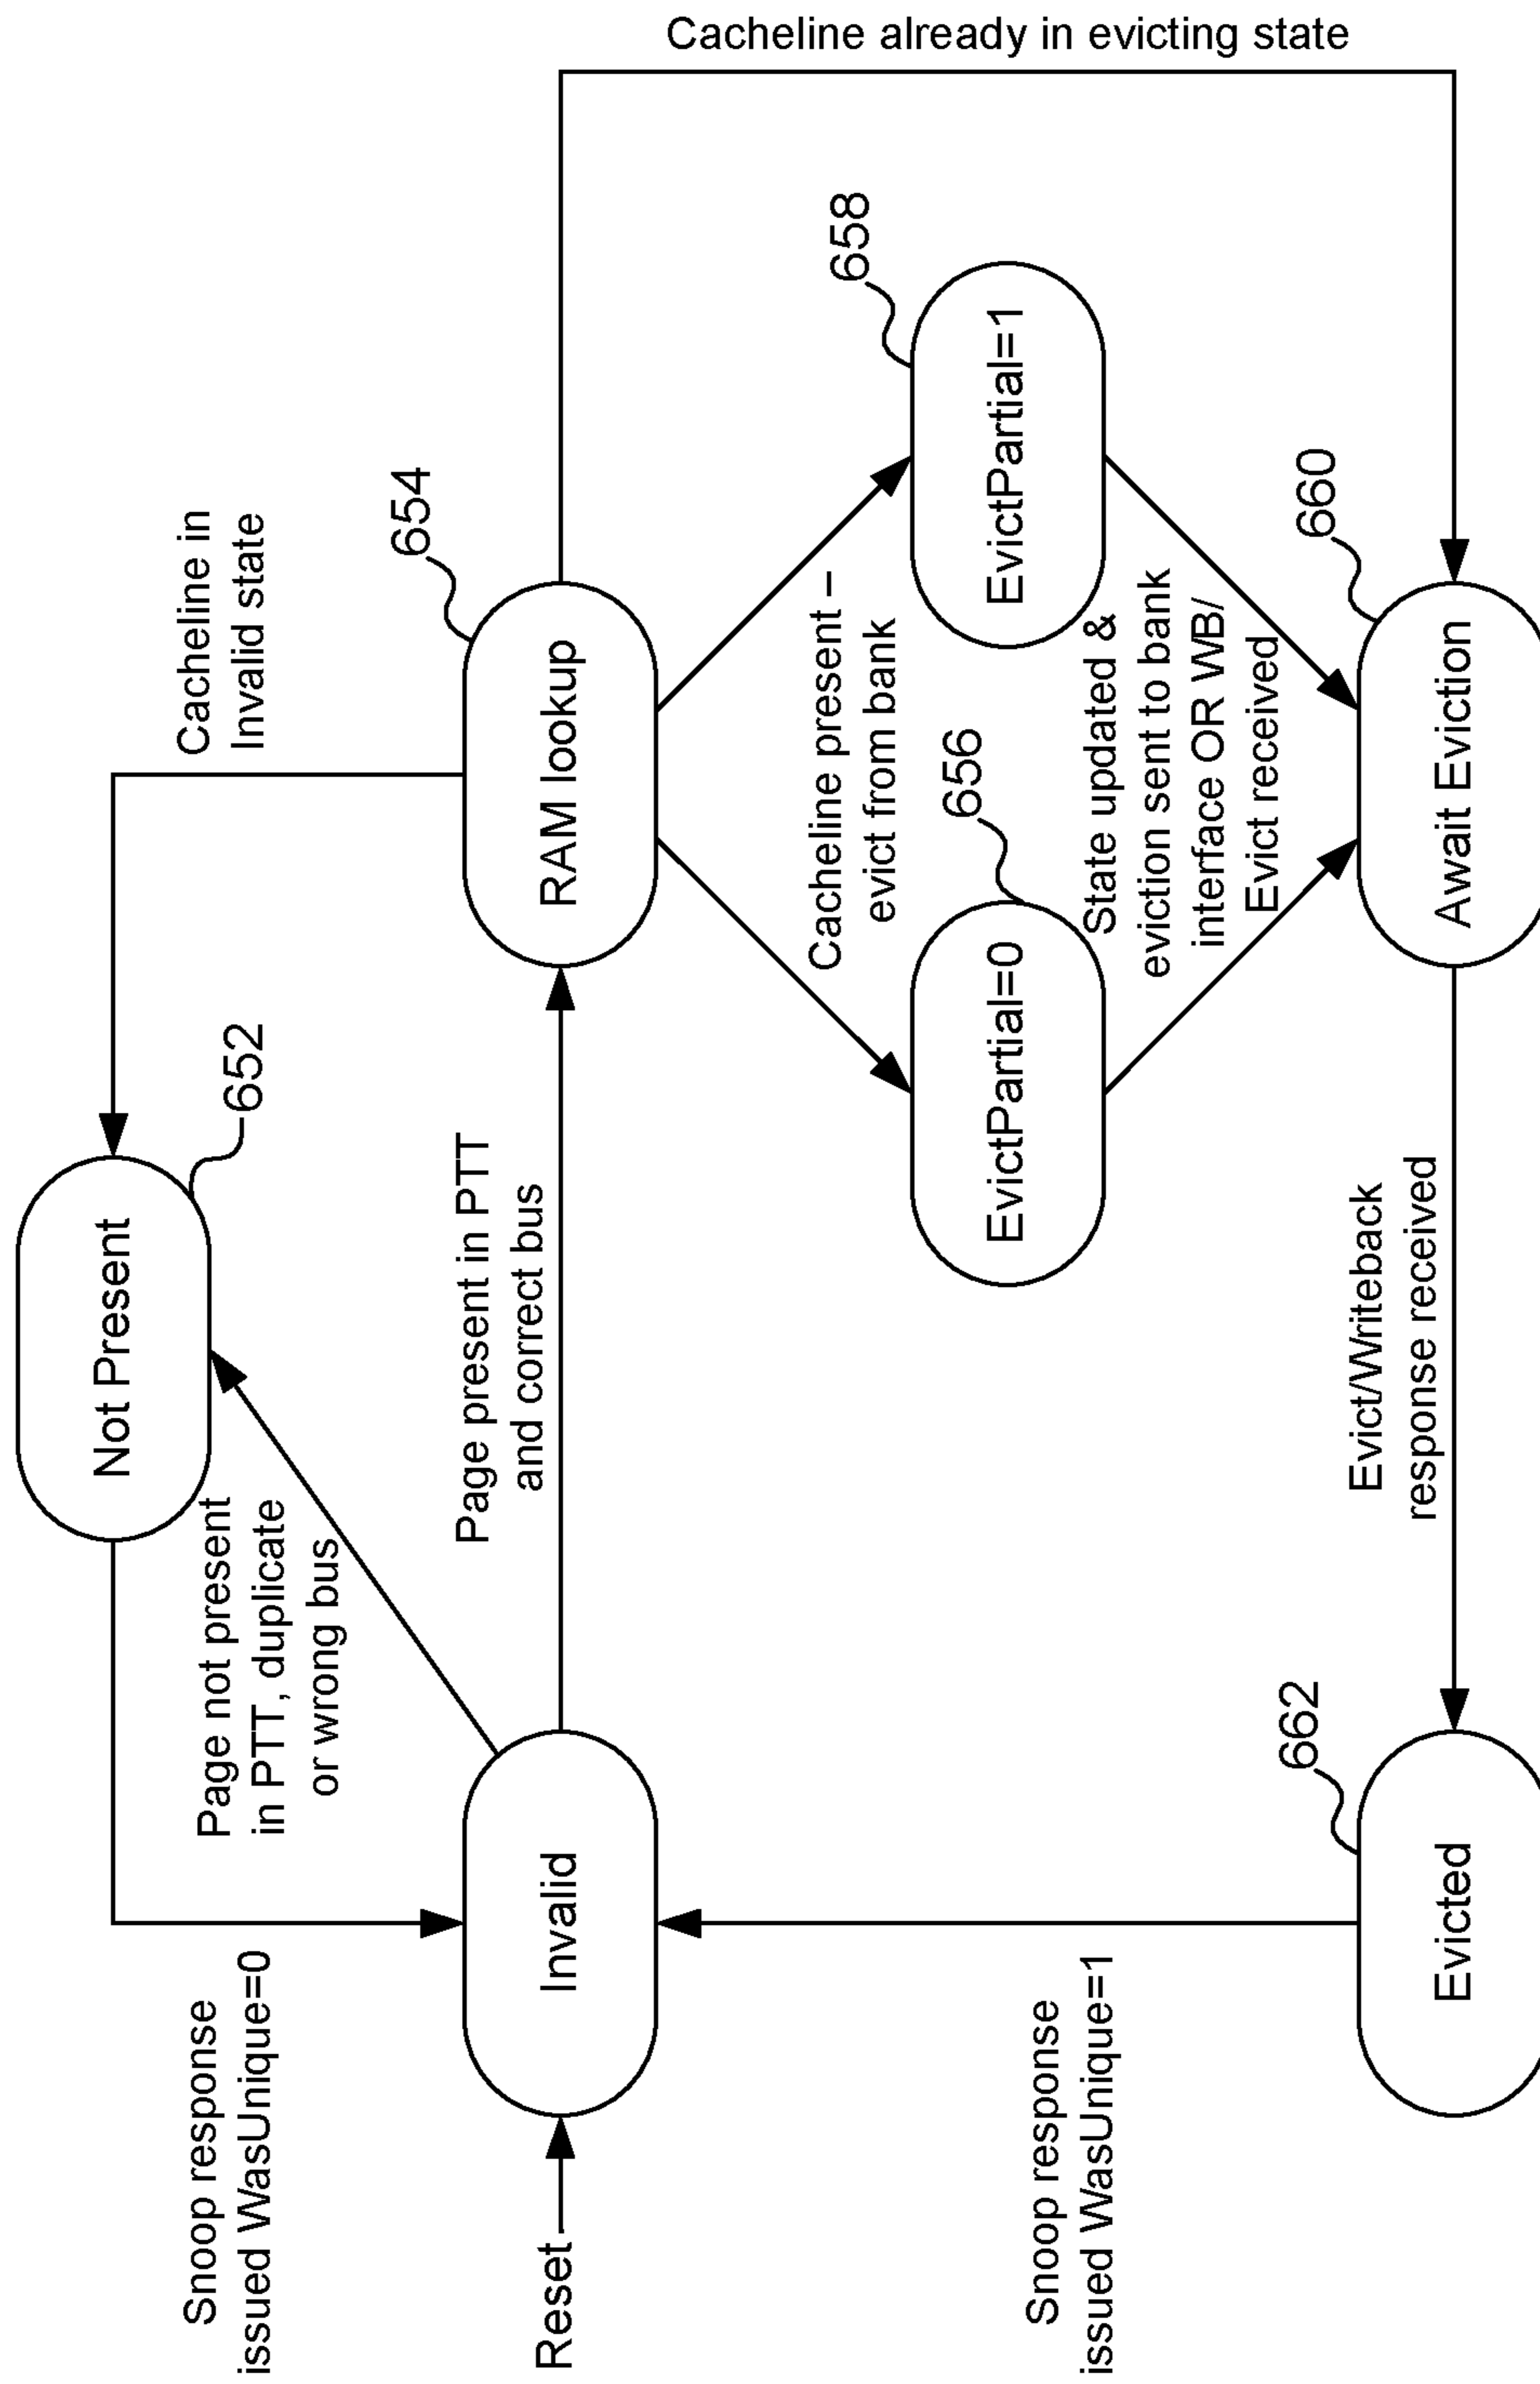 Snoop response
issued WasUnique=0
Not Present
652
Cacheline in
Invalid state
Page not present
in PTT, duplicate
or wrong bus
Reset
Invalid
Page present in PTT
and correct bus
RAM lookup
654
Cacheline already in evicting state
Cacheline present –
evict from bank
EvictPartial=0
656
EvictPartial=1
658
State updated &
eviction sent to bank
interface OR WB/
Evict received
Snoop response
issued WasUnique=1
Evicted
662
Evict/Writeback
response received
Await Eviction
660